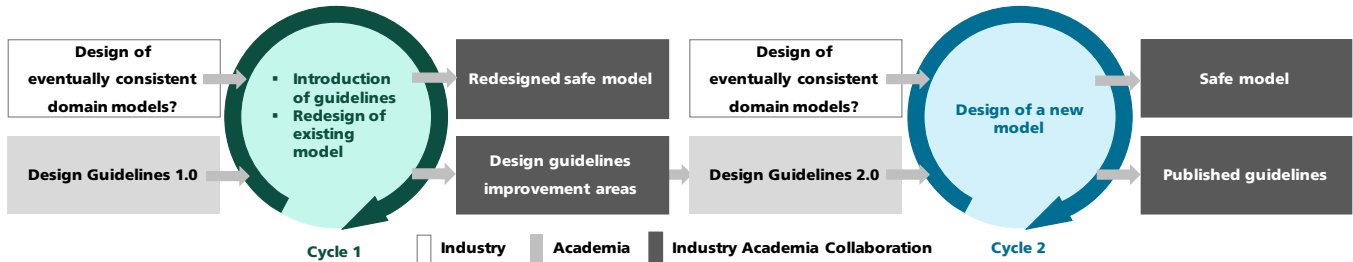 Design of
eventually consistent
domain models?
Design Guidelines 1.0
▪ Introduction
of guidelines
▪ Redesign of
existing
model
Cycle 1
Redesigned safe model
Design guidelines
improvement areas
Design of
eventually consistent
domain models?
Design Guidelines 2.0
Design of a new
model
Cycle 2
Safe model
Published guidelines
Industry
Academia
Industry Academia Collaboration